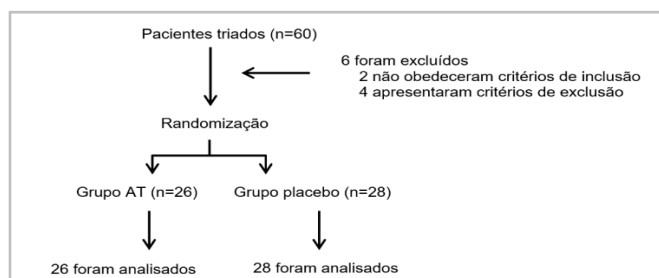 Pacientes triados (n=60)
6 foram excluídos
2 não obedeceram critérios de inclusão
4 apresentaram critérios de exclusão
Randomização
Grupo AT (n=26)
Grupo placebo (n=28)
26 foram analisados
28 foram analisados